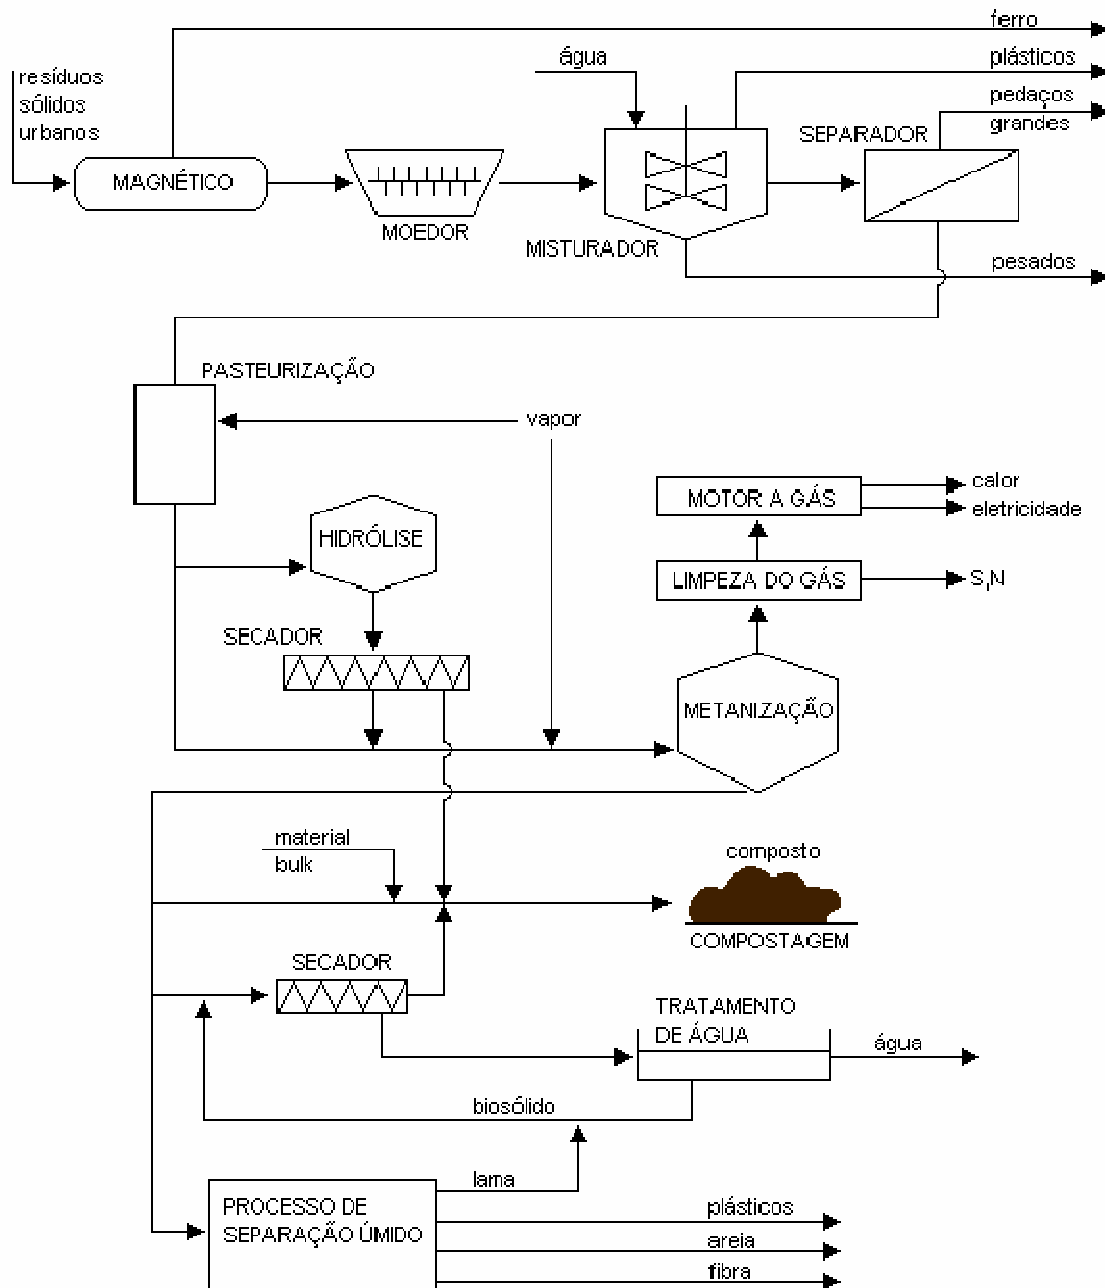 ferro
resíduos
sólidos
urbanos
água
plásticos
pedaços
grandes
SEPARADOR
MAGNÉTICO
MOEDOR
MISTURADOR
pesados
PASTEURIZAÇÃO
vapor
MOTOR A GÁS
calor
eletricidade
HIDRÓLISE
LIMPEZA DO GÁS
S,N
SECADOR
METANIZAÇÃO
material
bulk
composto
COMPOSTAGEM
SECADOR
TRATAMENTO
DE ÁGUA
água
biosólido
lama
PROCESSO DE
SEPARAÇÃO ÚMIDO
plásticos
areia
fibra